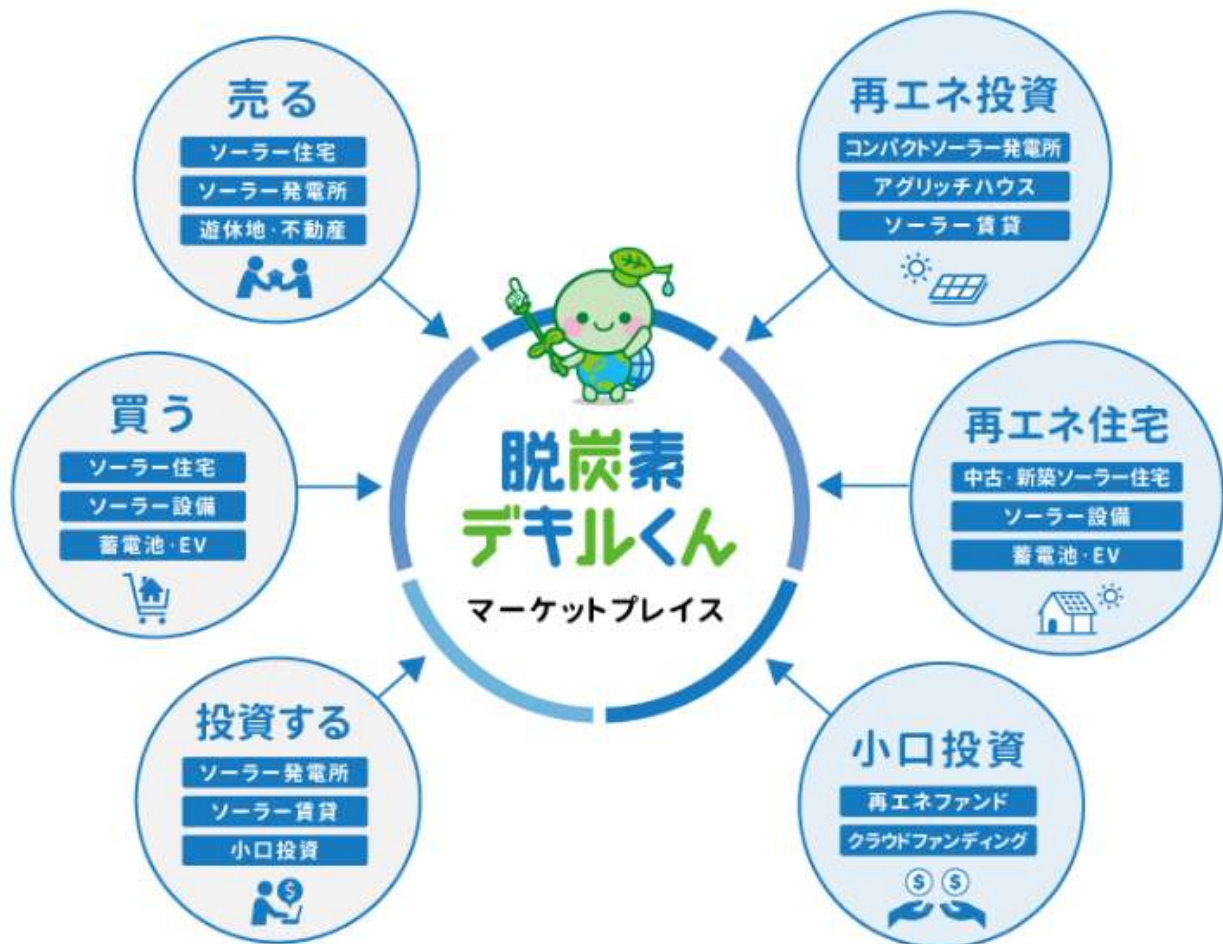 売る
ソーラー住宅
ソーラー発電所
遊休地・不動産
再エネ投資
コンパクトソーラー発電所
アグリッチハウス
ソーラー賃貸
買う
ソーラー住宅
ソーラー設備
蓄電池・EV
脱炭素
デキルくん
マーケットプレイス
再エネ住宅
中古・新築ソーラー住宅
ソーラー設備
蓄電池・EV
投資する
ソーラー発電所
ソーラー賃貸
小口投資
$
小口投資
再エネファンド
クラウドファンディング
$ $